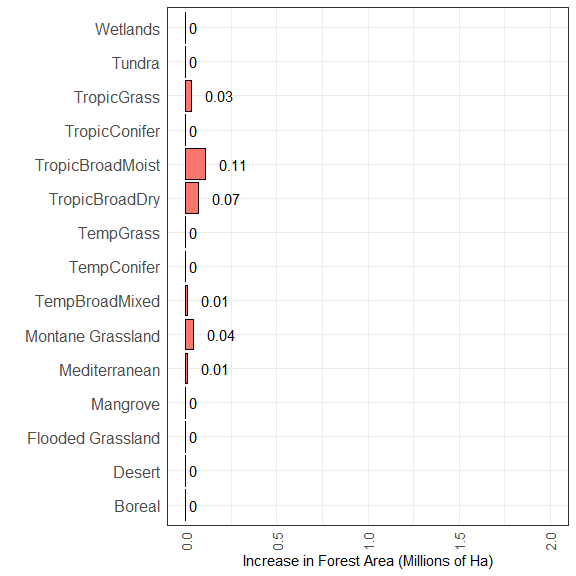 Wetlands 0
Tundra 0
TropicGrass 0.03
TropicConifer 0
TropicBroadMoist 0.11
TropicBroadDry 0.07
TempGrass 0
TempConifer 0
TempBroadMixed 0.01
Montane Grassland 0.04
Mediterranean 0.01
Mangrove 0
Flooded Grassland 0
Desert 0
Boreal 0
0.0 0.5 1.0 1.5 2.0
Increase in Forest Area (Millions of Ha)